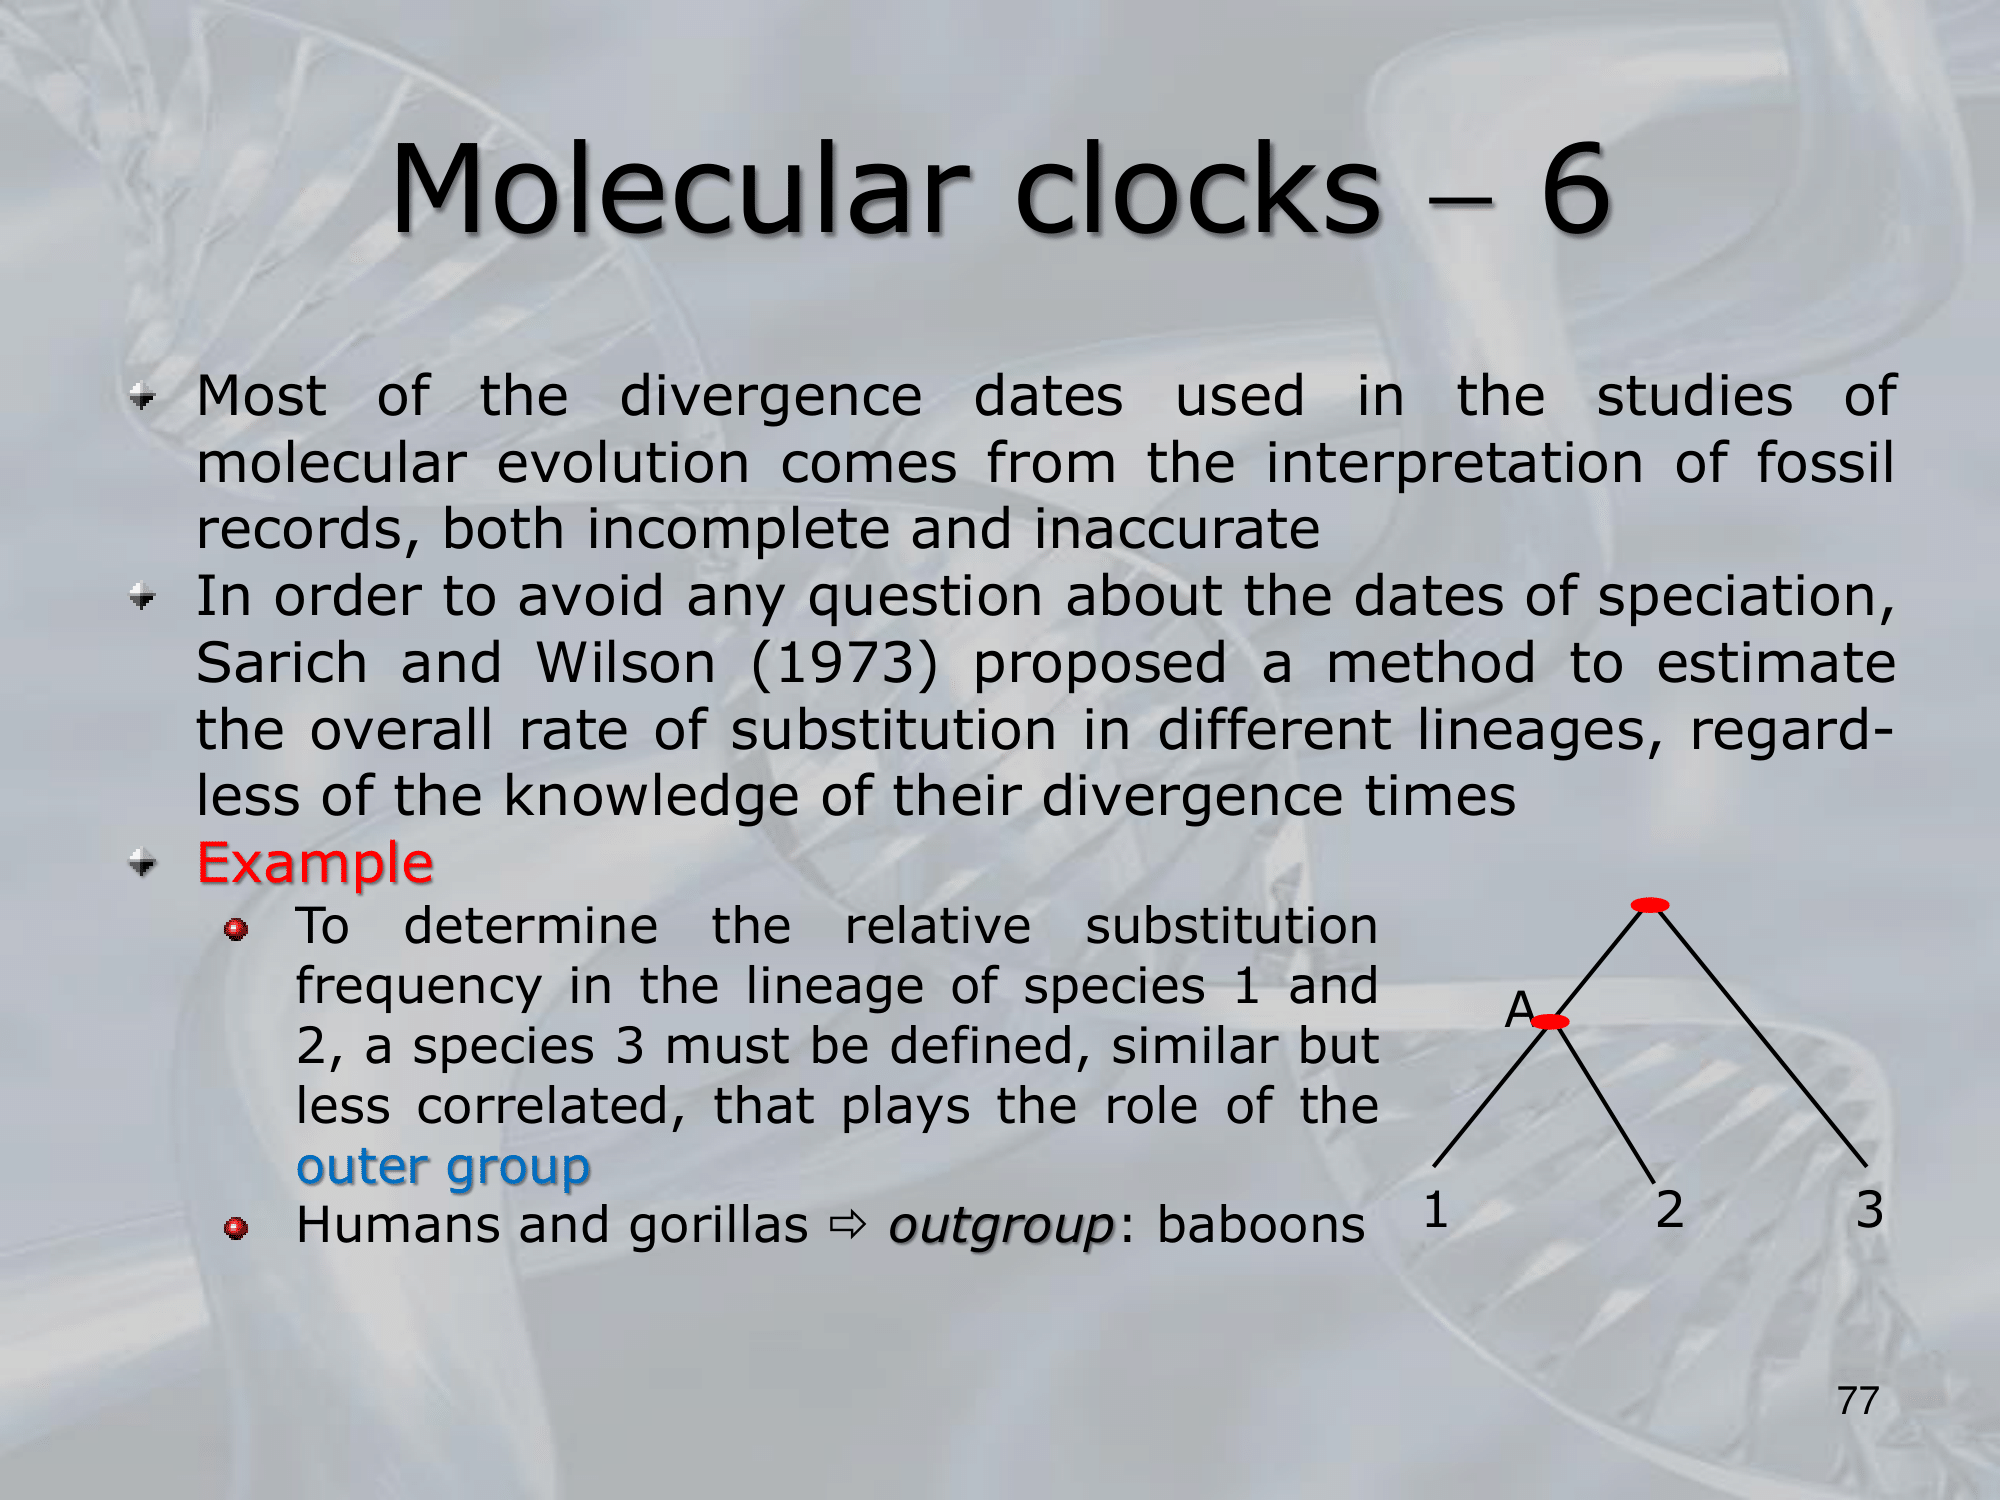 Molecular clocks – 6
Most of the divergence dates used in the studies of
molecular evolution comes from the interpretation of fossil
records, both incomplete and inaccurate
In order to avoid any question about the dates of speciation,
Sarich and Wilson (1973) proposed a method to estimate
the overall rate of substitution in different lineages, regard-
less of the knowledge of their divergence times
Example
To determine the relative substitution
frequency in the lineage of species 1 and
2, a species 3 must be defined, similar but
less correlated, that plays the role of the
outer group
Humans and gorillas ⇨ outgroup: baboons
A
1 2 3
77